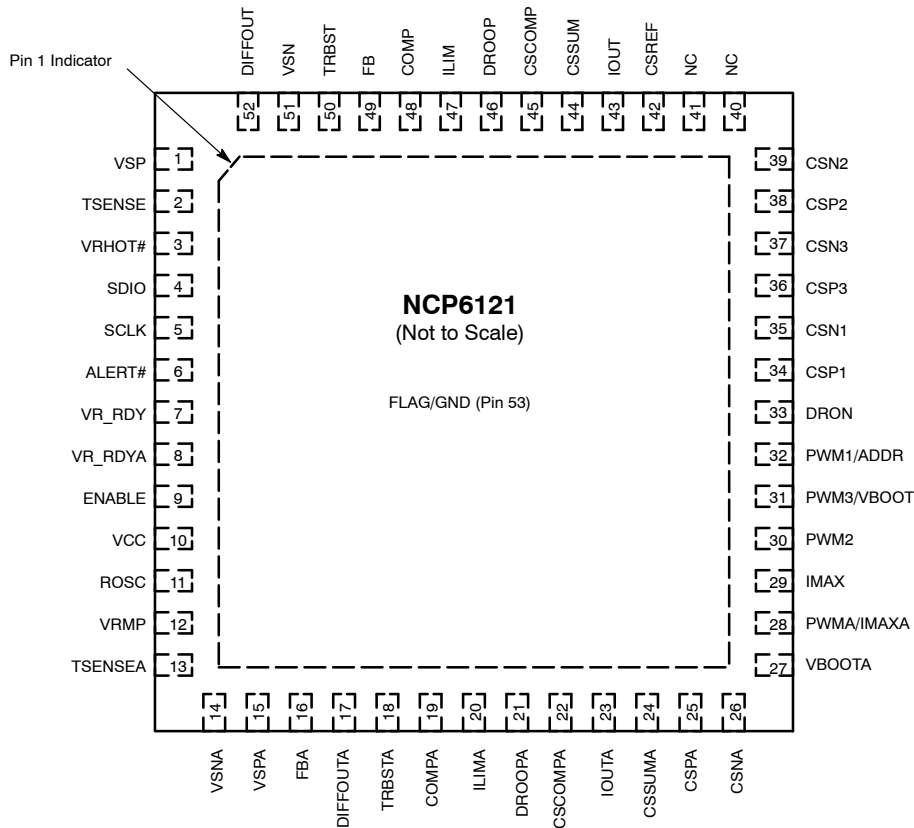 Pin 1 Indicator
DIFFOUT
VSN
TRBST
FB
COMP
ILIM
DROOP
CSCOMP
CSSUM
IOUT
CSREF
NC
NC
52
51
50
49
48
47
46
45
44
43
42
41
40
VSP 1
TSENSE 2
VRHOT# 3
SDIO 4
SCLK 5
ALERT# 6
VR_RDY 7
VR_RDYA 8
ENABLE 9
VCC 10
ROSC 11
VRMP 12
TSENSEA 13
NCP6121
(Not to Scale)
FLAG/GND (Pin 53)
39 CSN2
38 CSP2
37 CSN3
36 CSP3
35 CSN1
34 CSP1
33 DRON
32 PWM1/ADDR
31 PWM3/VBOOT
30 PWM2
29 IMAX
28 PWMA/IMAXA
27 VBOOTA
14
15
16
17
18
19
20
21
22
23
24
25
26
VSNA
VSPA
FBA
DIFFOUTA
TRBSTA
COMPA
ILIMA
DROOPA
CSCOMPA
IOUTA
CSSUMA
CSPA
CSNA